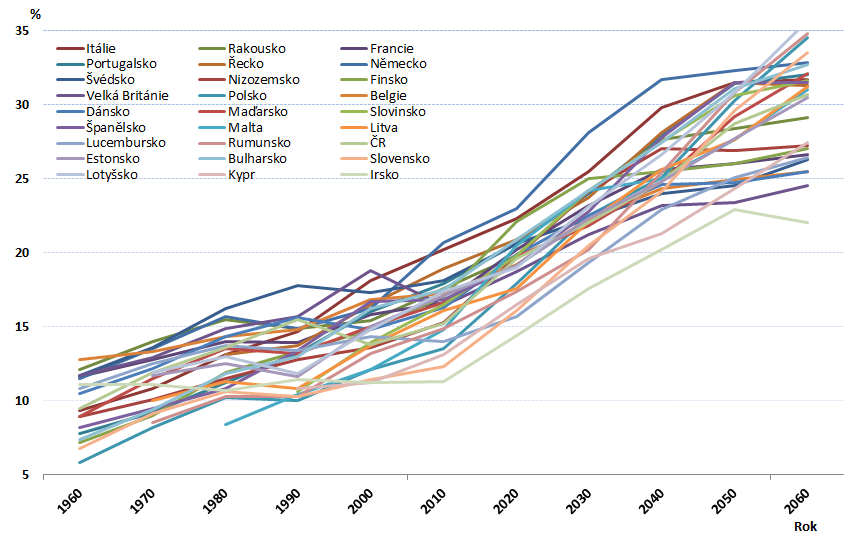 %
35
30
25
20
15
10
5
Itálie Rakousko Francie
Portugalsko Řecko Německo
Švédsko Nizozemsko Finsko
Velká Británie Polsko Belgie
Dánsko Maďarsko Slovinsko
Španělsko Malta Litva
Lucembursko Rumunsko ČR
Estonsko Bulharsko Slovensko
Lotyšsko Kypr Irsko
1960 1970 1980 1990 2000 2010 2020 2030 2040 2050 2060
Rok